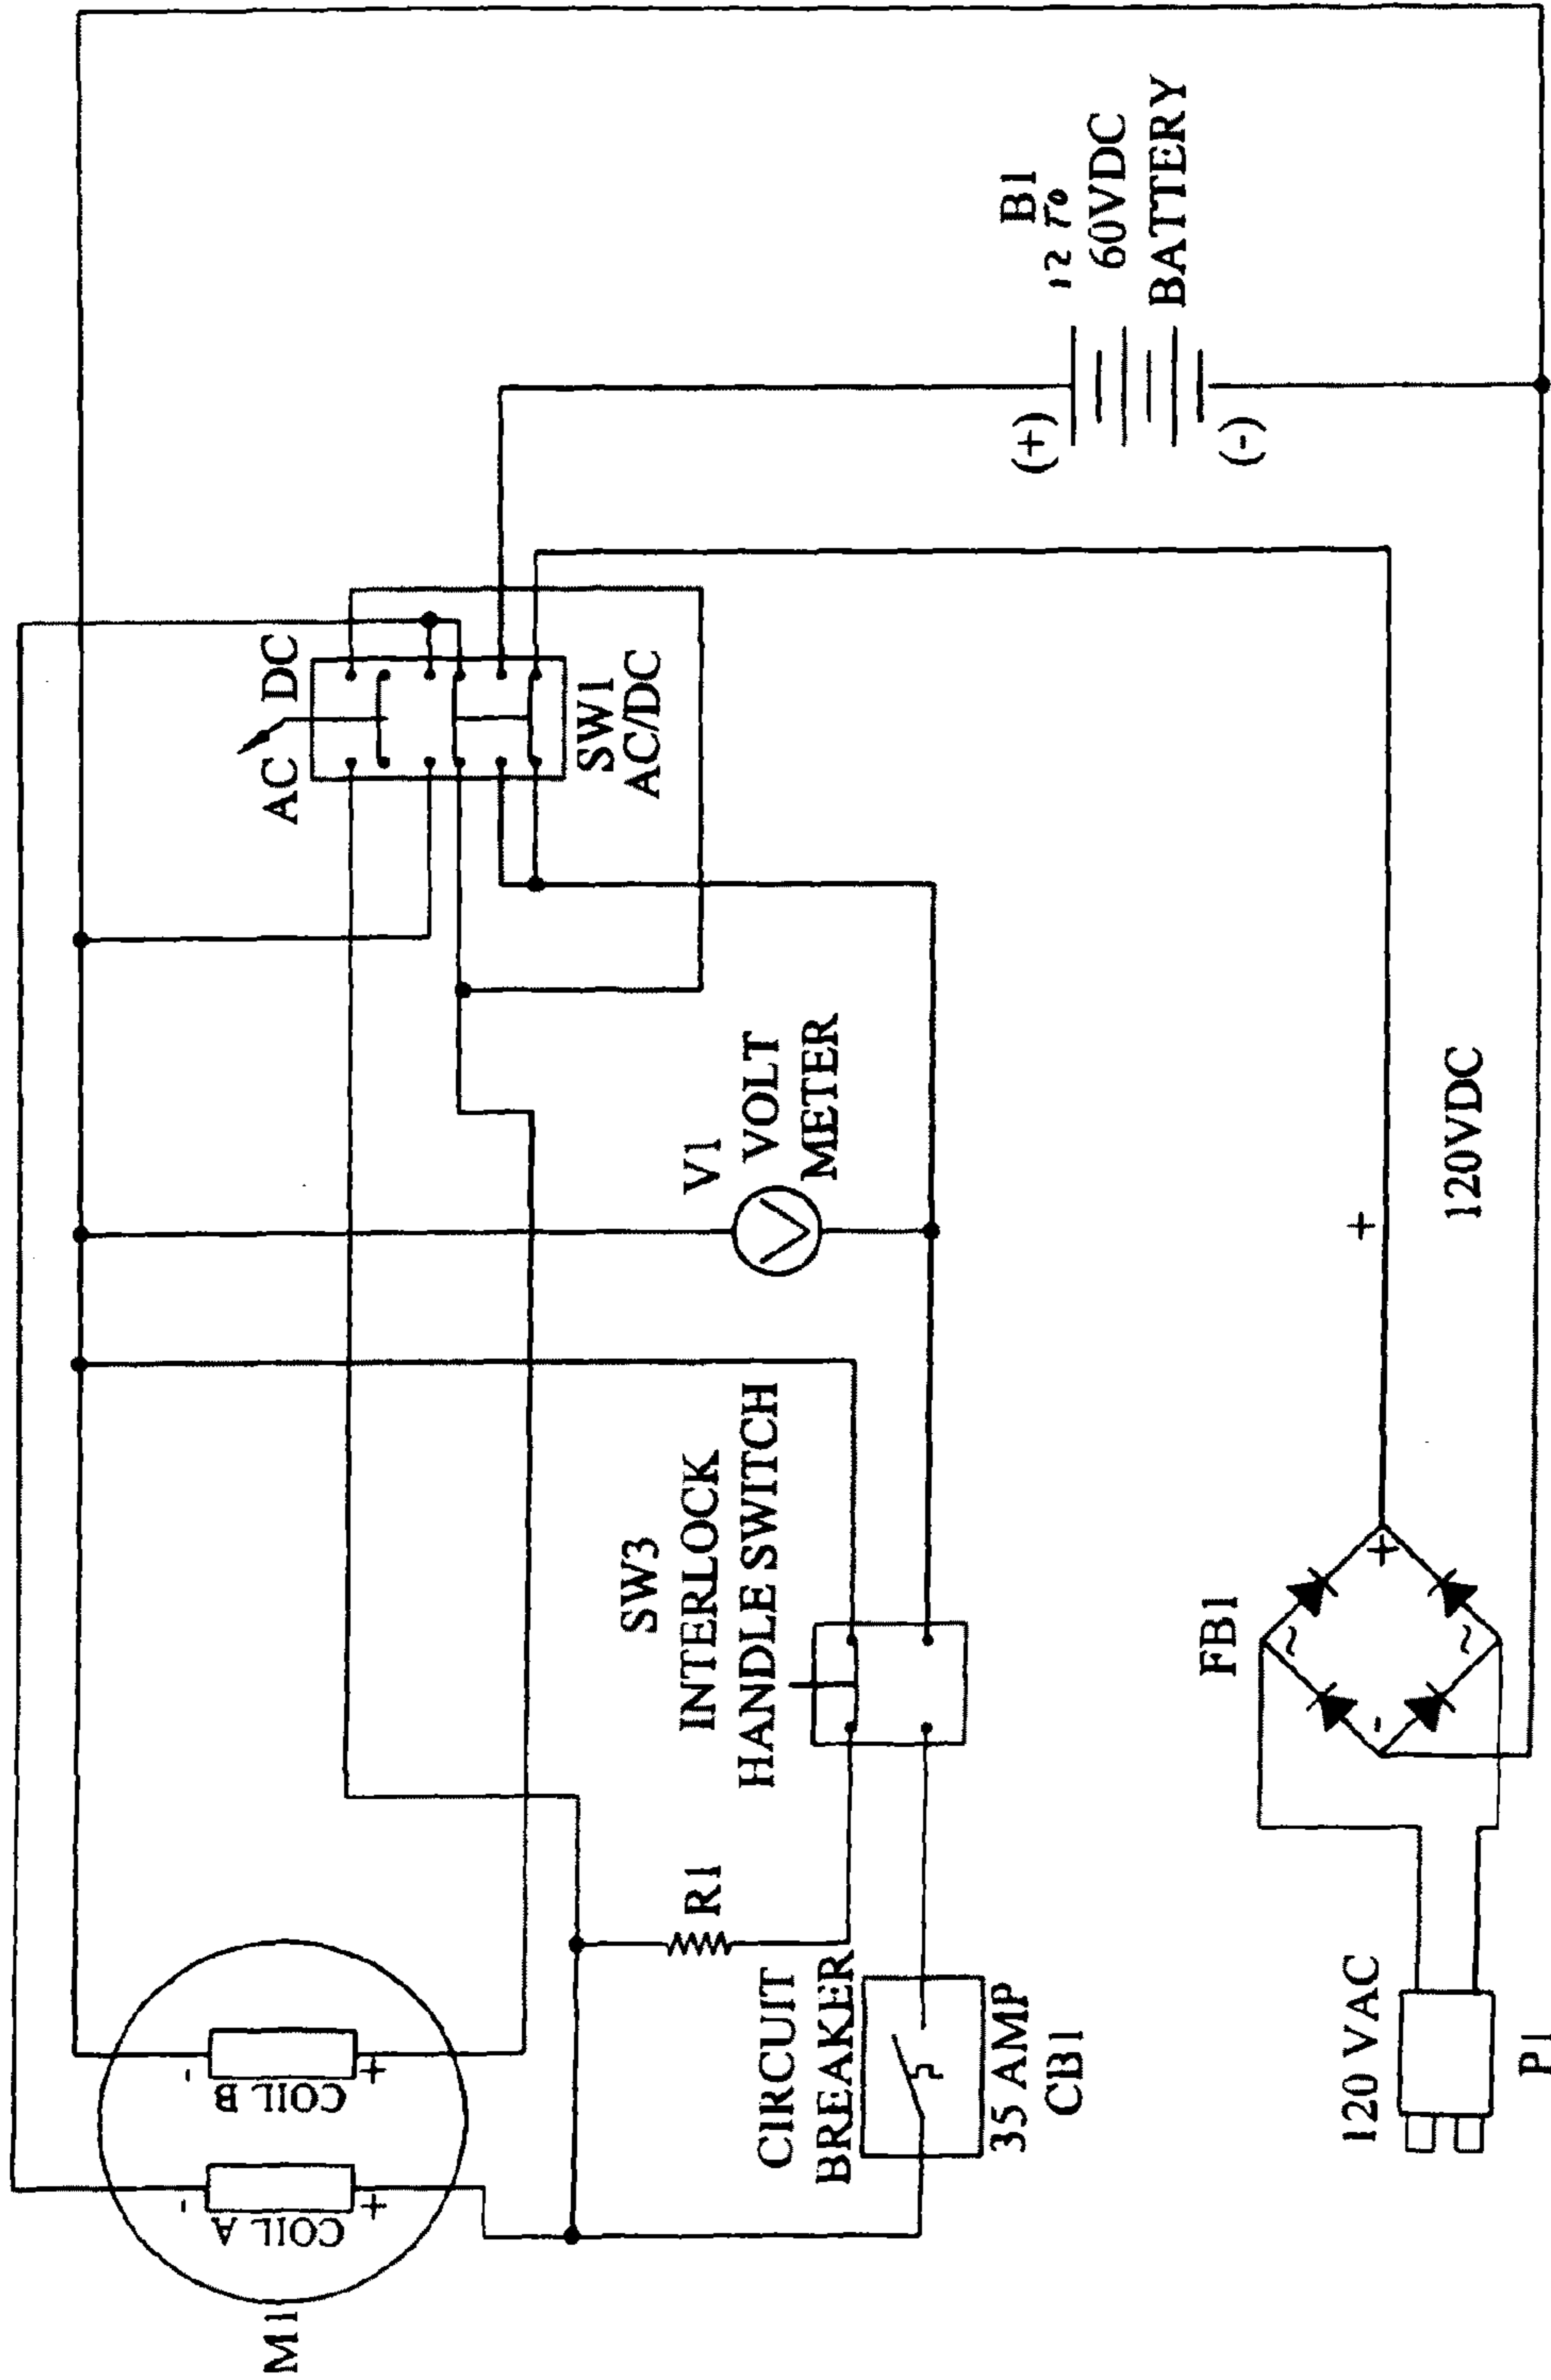 M1
COIL A
-
+
COIL B
-
+
CIRCUIT
BREAKER
35 AMP
CB1
R1
SW3
INTERLOCK
HANDLE SWITCH
V1
VOLT
METER
V
AC DC
SW1
AC/DC
B1
12 TO
60VDC
BATTERY
(+)
(-)
120 VAC
P1
FB1
~
~
-
+
+
120VDC